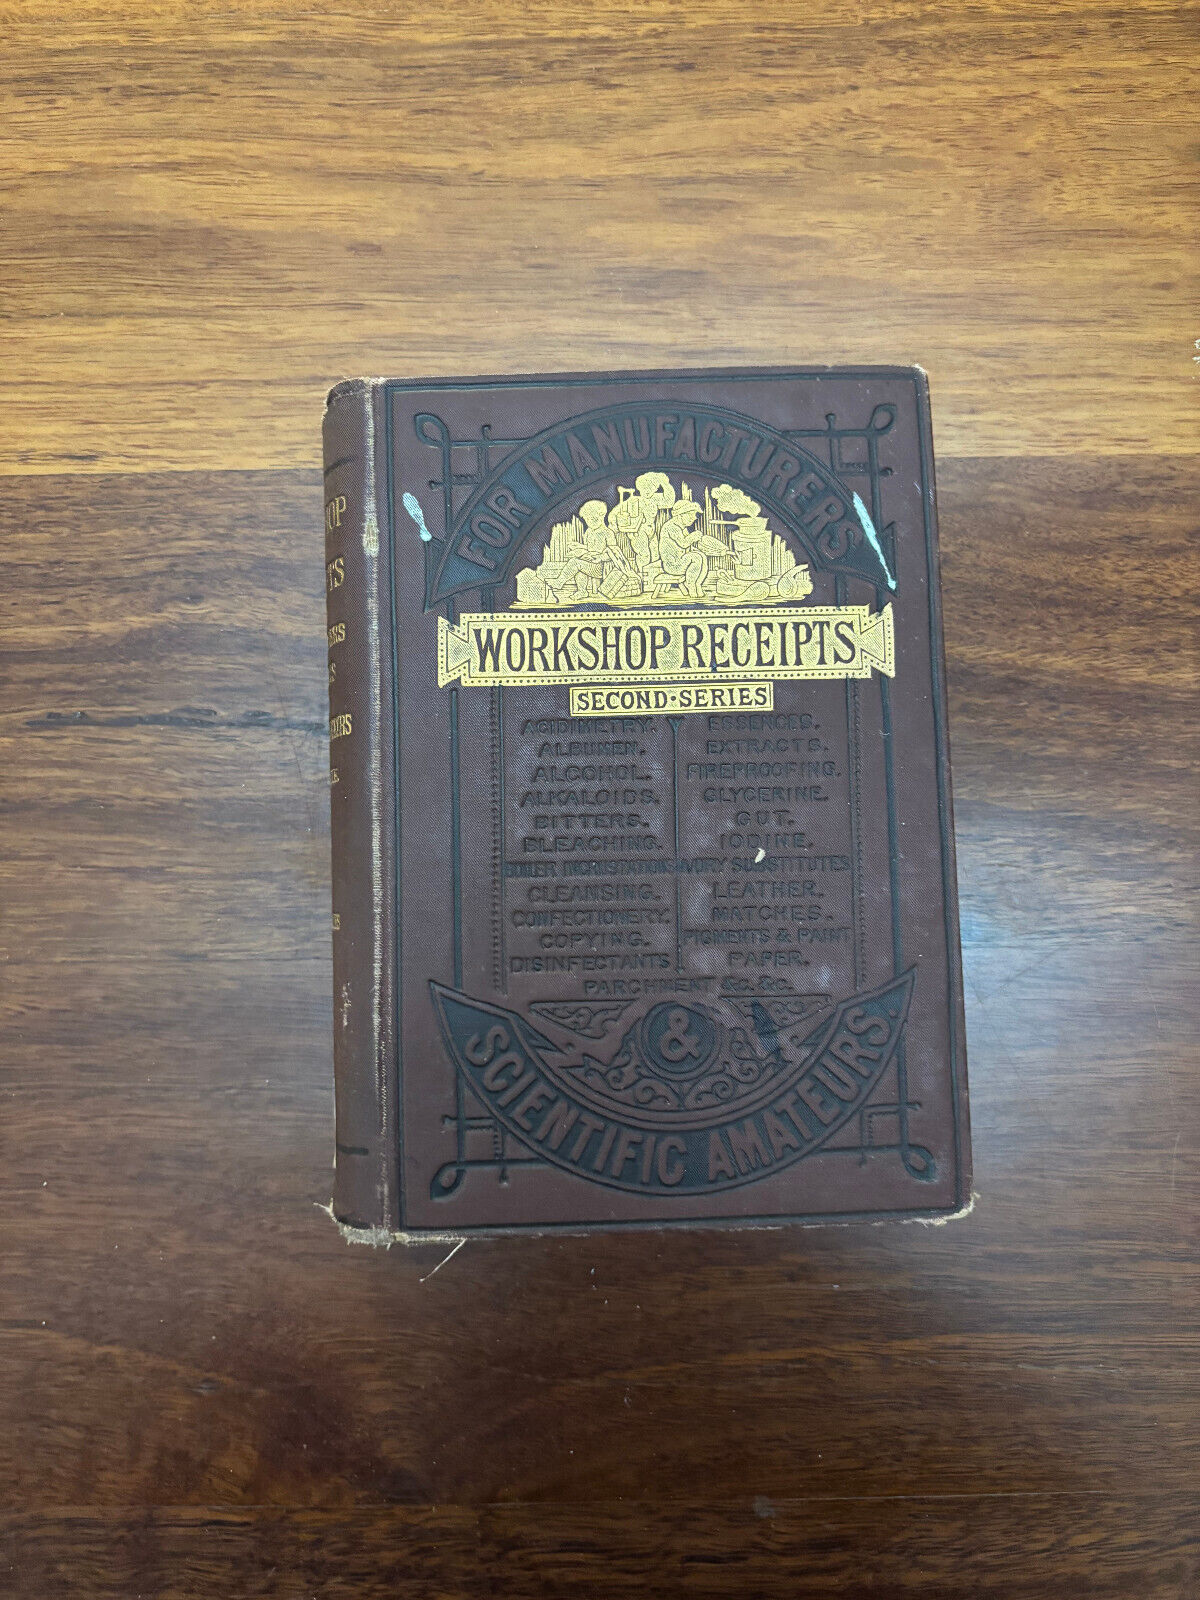 FOR MANUFACTURERS
WORKSHOP RECEIPTS
SECOND·SERIES
ACIDIMETRY.
ALBUMEN.
ALCOHOL.
ALKALOIDS.
BITTERS.
BLEACHING.
BOILER INCRUSTATIONS
CLEANSING.
CONFECTIONERY.
COPYING.
DISINFECTANTS
ESSENCES.
EXTRACTS.
FIREPROOFING.
GLYCERINE.
GUT.
IODINE.
IVORY SUBSTITUTES
LEATHER.
MATCHES.
PIGMENTS & PAINT
PAPER.
PARCHMENT &c. &c.
&
SCIENTIFIC AMATEURS.